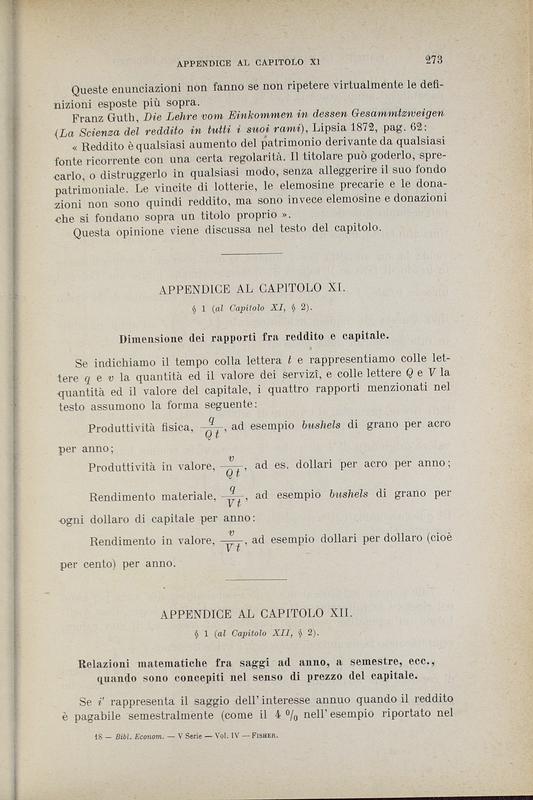 APPENDICE AL CAPITOLO XI 273
Queste enunciazioni non fanno se non ripetere virtualmente le defi-
nizioni esposte più sopra.
Franz Guth, Die Lehre vom Einkommen in dessen Gesammtzweigen
(La Scienza del reddito in tutti i suoi rami), Lipsia 1872, pag. 62:
« Reddito è qualsiasi aumento del patrimonio derivante da qualsiasi
fonte ricorrente con una certa regolarità. Il titolare può goderlo, spre-
carlo, o distruggerlo in qualsiasi modo, senza alleggerire il suo fondo
patrimoniale. Le vincite di lotterie, le elemosine precarie e le dona-
zioni non sono quindi reddito, ma sono invece elemosine e donazioni
che si fondano sopra un titolo proprio ».
Questa opinione viene discussa nel testo del capitolo.
APPENDICE AL CAPITOLO XI.
§ 1 (al Capitolo XI, § 2).
Dimensione dei rapporti fra reddito e capitale.
Se indichiamo il tempo colla lettera t e rappresentiamo colle let-
tere q e v la quantità ed il valore dei servizî, e colle lettere Q e V la
quantità ed il valore del capitale, i quattro rapporti menzionati nel
testo assumono la forma seguente:
Produttività fisica, q/Qt, ad esempio bushels di grano per acro
per anno;
Produttività in valore, v/Qt, ad es. dollari per acro per anno;
Rendimento materiale, q/Vt, ad esempio bushels di grano per
ogni dollaro di capitale per anno:
Rendimento in valore, v/Vt, ad esempio dollari per dollaro (cioè
per cento) per anno.
APPENDICE AL CAPITOLO XII.
§ 1 (al Capitolo XII, § 2).
Relazioni matematiche fra saggi ad anno, a semestre, ecc.,
quando sono concepiti nel senso di prezzo del capitale.
Se i' rappresenta il saggio dell'interesse annuo quando il reddito
è pagabile semestralmente (come il 4 % nell'esempio riportato nel
18 — Bibl. Econom. — V Serie — Vol. IV — FISHER.